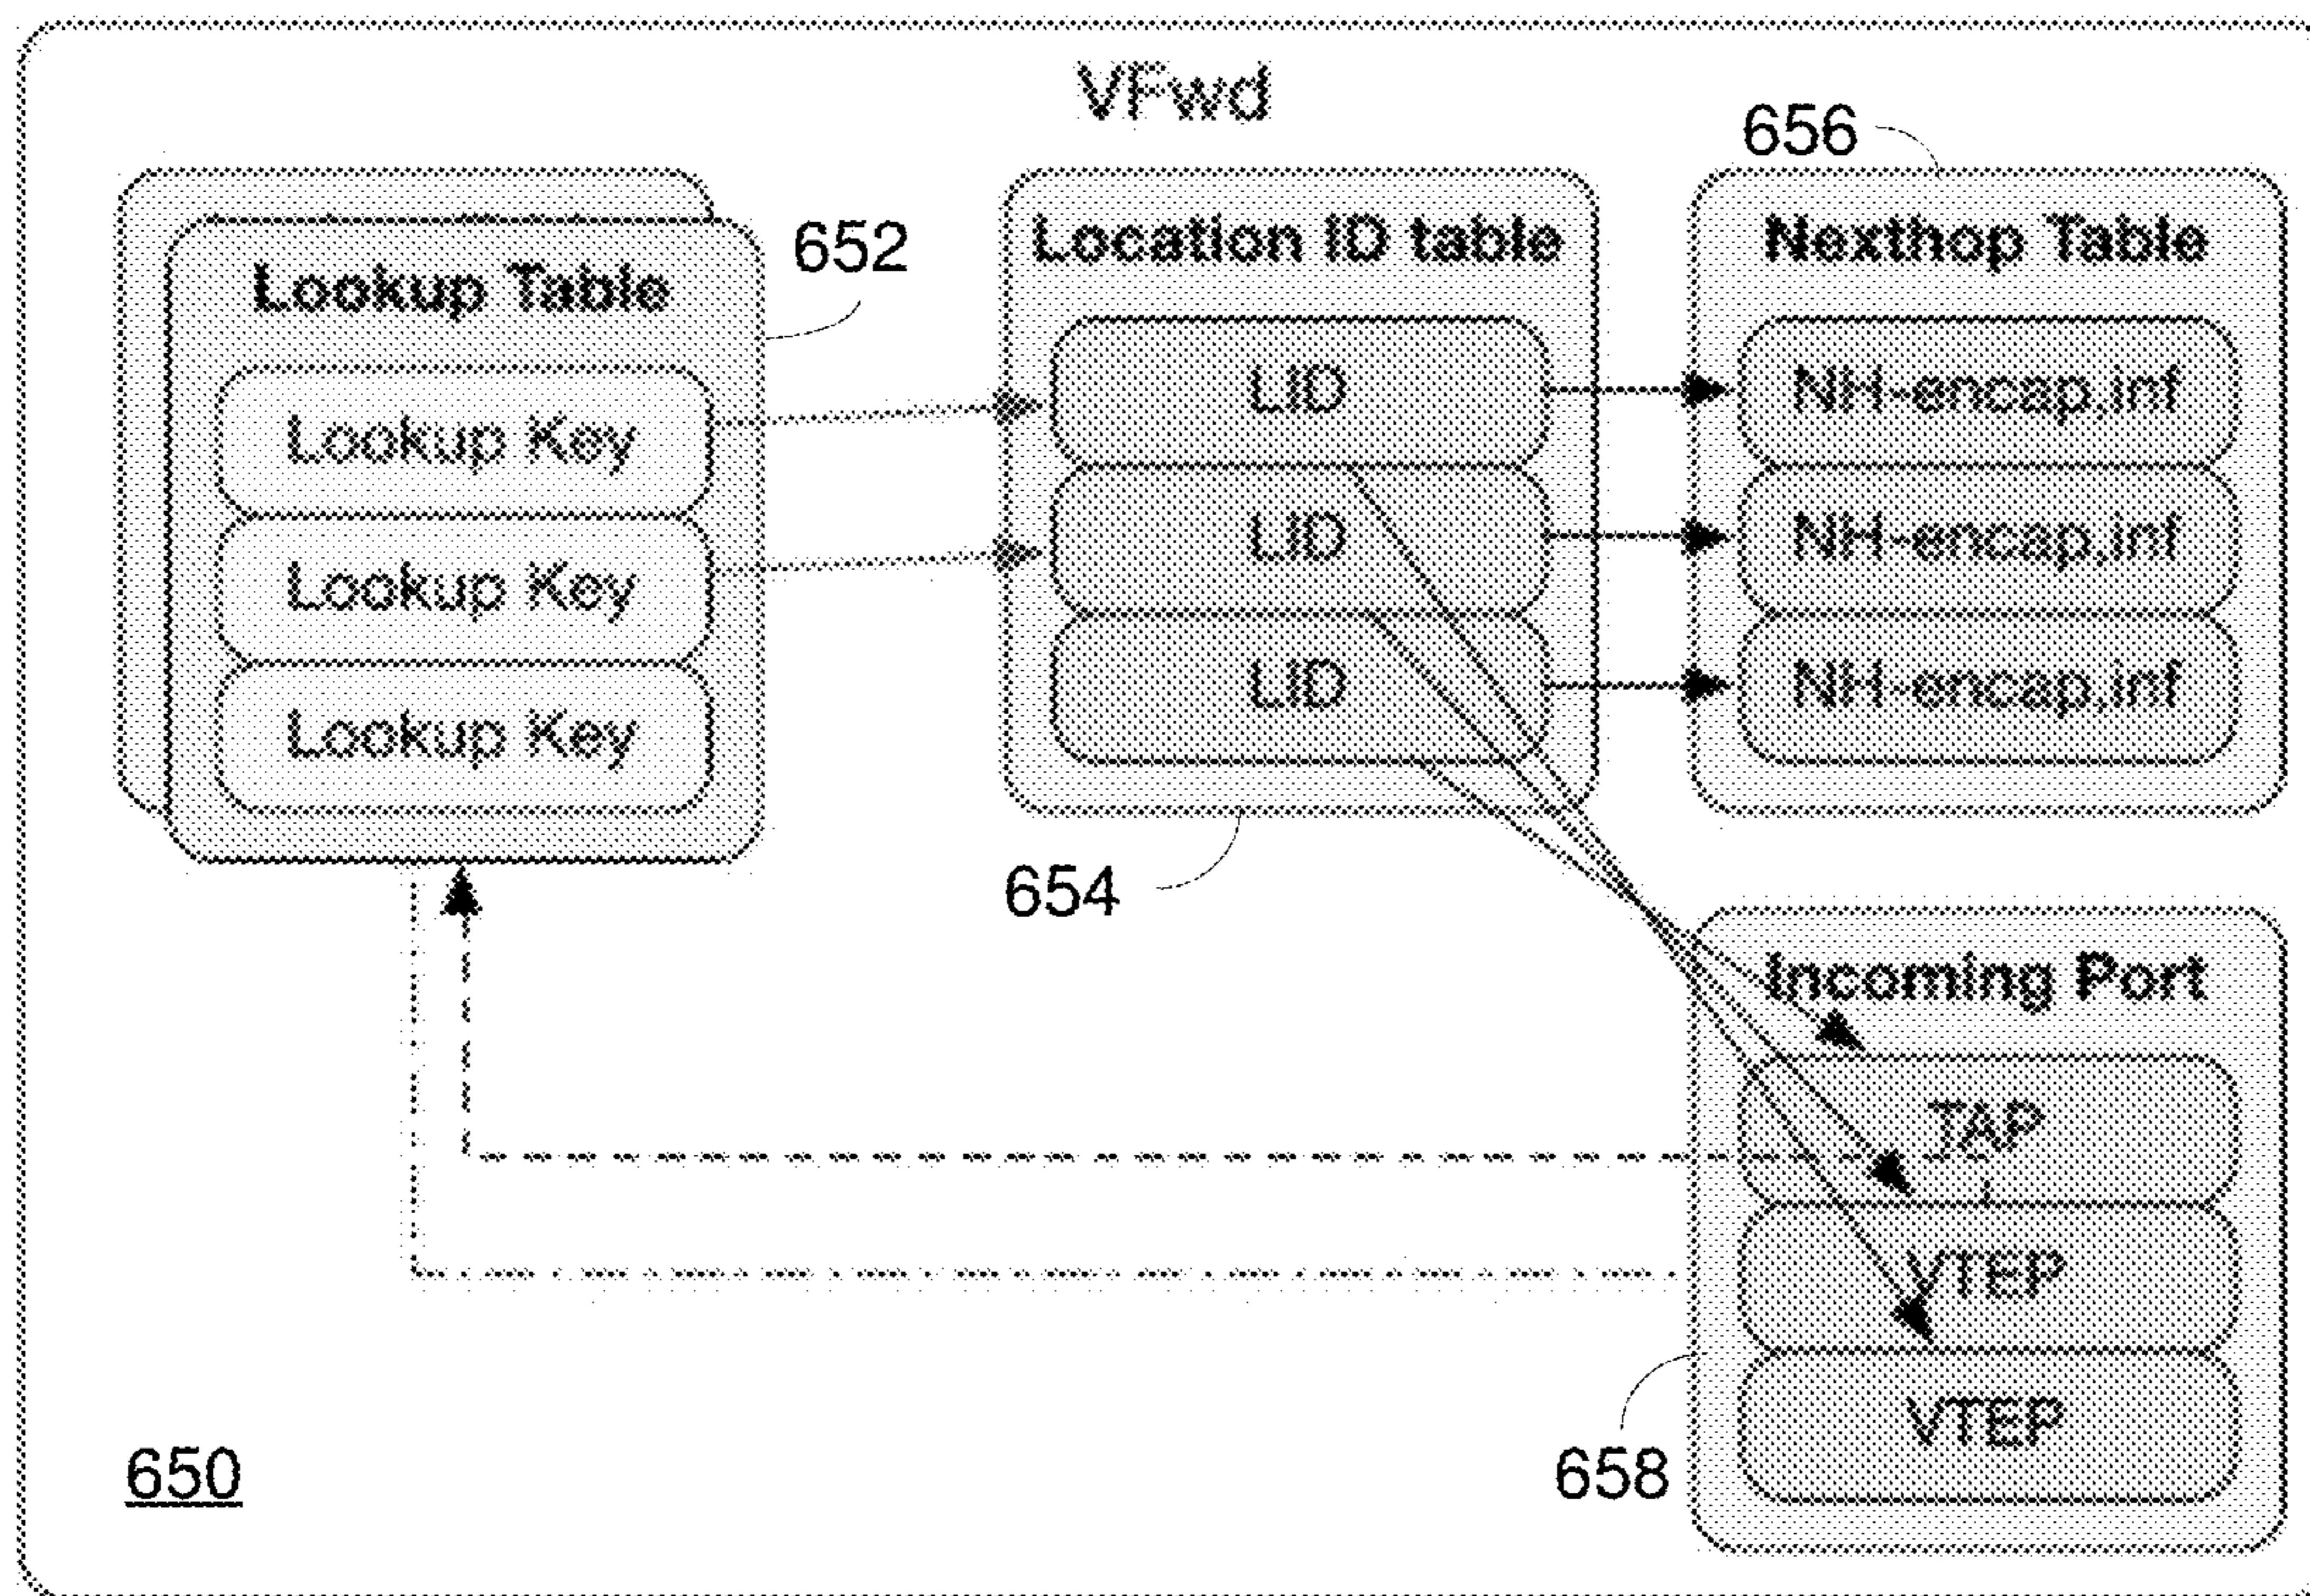 VFwd
656
652
Lookup Table
Lookup Key
Lookup Key
Lookup Key
Location ID table
LID
LID
LID
654
Nexthop Table
NH-encap,inf
NH-encap,inf
NH-encap,inf
Incoming Port
TAP
VTEP
VTEP
658
650